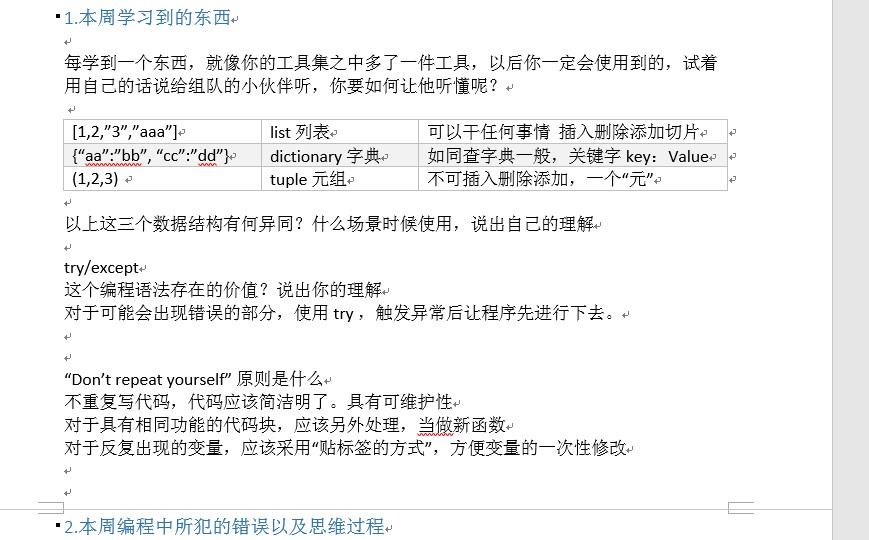 1.本周学习到的东西
每学到一个东西，就像你的工具集之中多了一件工具，以后你一定会使用到的，试着
用自己的话说给组队的小伙伴听，你要如何让他听懂呢？
[1,2,”3”,”aaa”] list 列表 可以干任何事情 插入删除添加切片
{“aa”:”bb”, “cc”:”dd”} dictionary 字典 如同查字典一般，关键字 key：Value
(1,2,3) tuple 元组 不可插入删除添加，一个“元”
以上这三个数据结构有何异同？什么场景时候使用，说出自己的理解
try/except
这个编程语法存在的价值？说出你的理解
对于可能会出现错误的部分，使用 try ，触发异常后让程序先进行下去。
“Don’t repeat yourself” 原则是什么
不重复写代码，代码应该简洁明了。具有可维护性
对于具有相同功能的代码块，应该另外处理，当做新函数
对于反复出现的变量，应该采用“贴标签的方式”，方便变量的一次性修改
2.本周编程中所犯的错误以及思维过程